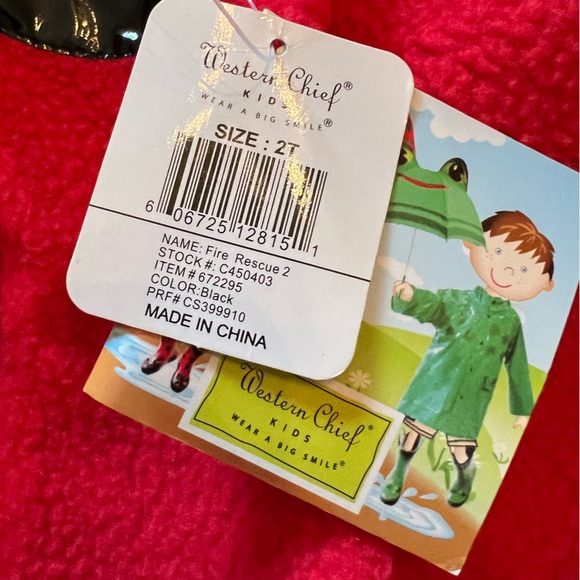 Western Chief®
KIDS
WEAR A BIG SMILE®
SIZE : 2T
6 06725 12815 1
NAME: Fire Rescue 2
STOCK #: C450403
ITEM # 672295
COLOR:Black
PRF# CS399910
MADE IN CHINA
Western Chief®
KIDS
WEAR A BIG SMILE®